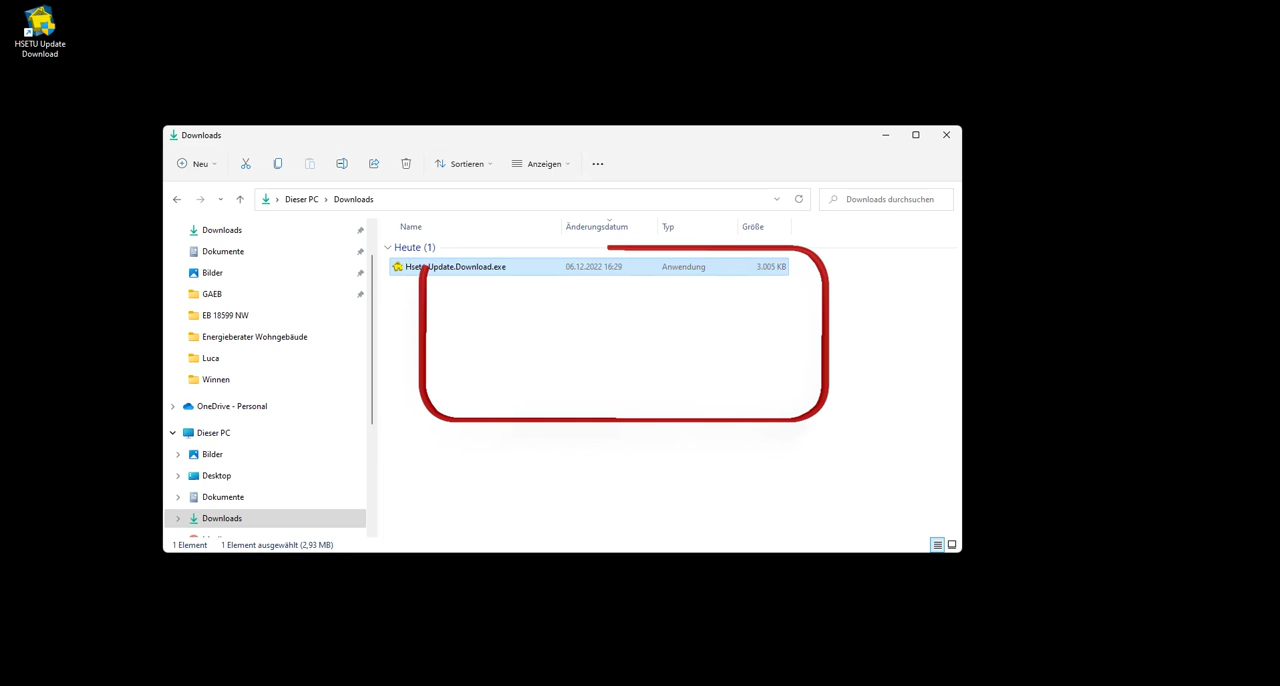 HSETU Update
Download
Downloads
Neu
Sortieren
Anzeigen
Dieser PC
Downloads
Downloads durchsuchen
Name
Änderungsdatum
Typ
Größe
Heute (1)
Update.Download.exe
06.12.2022 16:29
Anwendung
3.005 KB
Downloads
Dokumente
Bilder
GAEB
EB 18599 NW
Energieberater Wohngebäude
Luca
Winnen
OneDrive - Personal
Dieser PC
Bilder
Desktop
Dokumente
Downloads
1 Element
1 Element ausgewählt (2,93 MB)